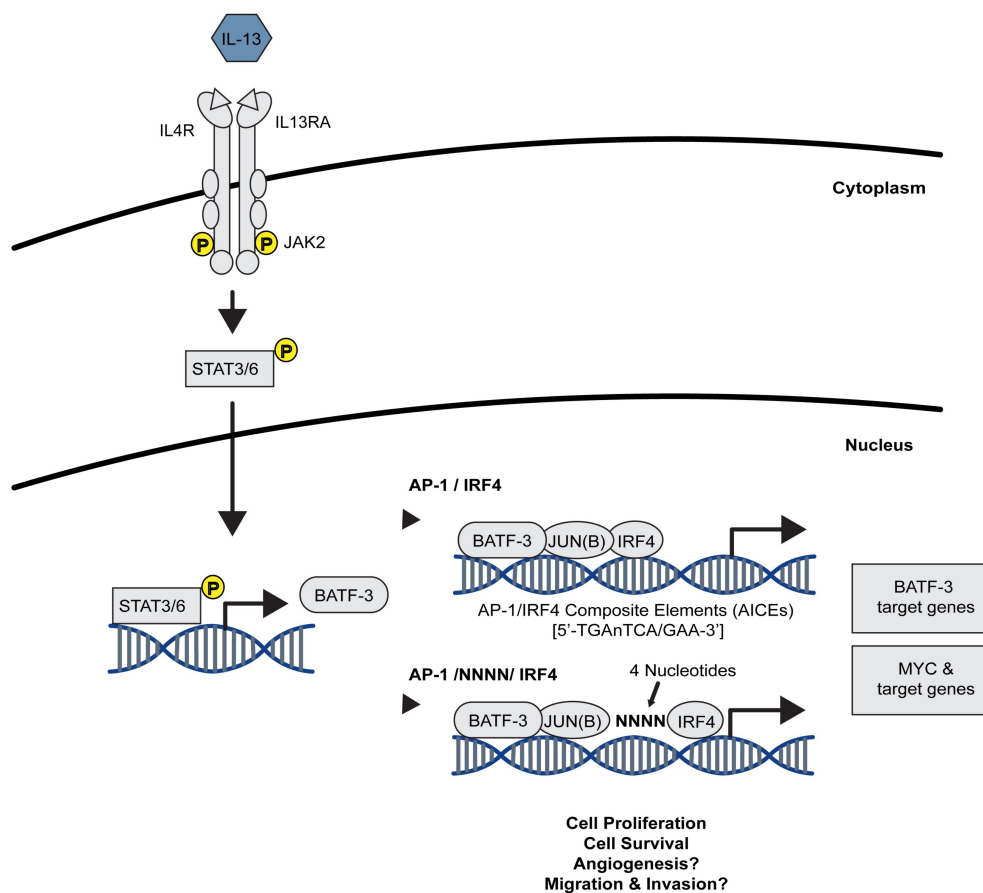 IL-13
IL4R
IL13RA
Cytoplasm
P
P
JAK2
P
STAT3/6
Nucleus
AP-1 / IRF4
BATF-3
JUN(B)
IRF4
P
STAT3/6
BATF-3
AP-1/IRF4 Composite Elements (AICEs)
[5’-TGAnTCA/GAA-3’]
BATF-3
target genes
AP-1 /NNNN/ IRF4
4 Nucleotides
MYC &
target genes
BATF-3
JUN(B)
NNNN
IRF4
Cell Proliferation
Cell Survival
Angiogenesis?
Migration & Invasion?